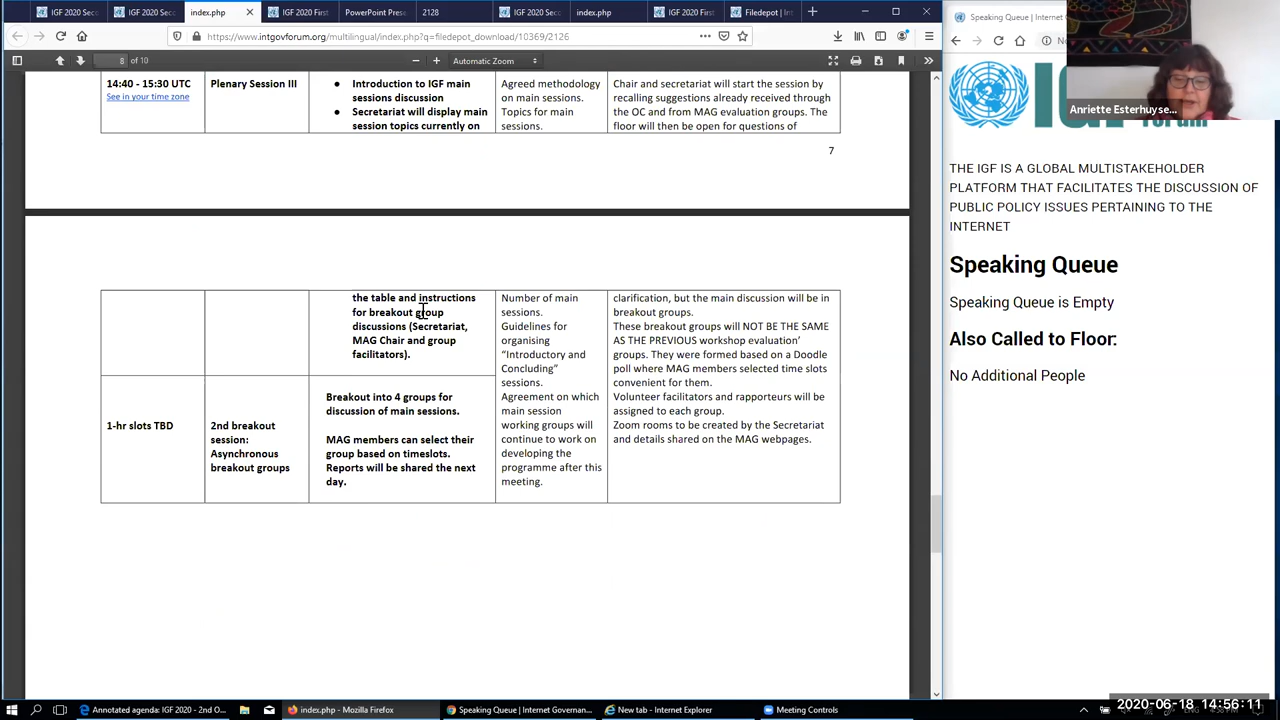 IGF 2020 Seco
IGF 2020 Seco
index.php
IGF 2020 First
PowerPoint Pres
2128
IGF 2020 Seco
index.php
IGF 2020 First
Filedepot | Int
https://www.intgovforum.org/multilingual/index.php?q=filedepot_download/10369/2126
8 of 10
Automatic Zoom
14:40 - 15:30 UTC
See in your time zone
Plenary Session III
Introduction to IGF main
sessions discussion
Secretariat will display main
session topics currently on
Agreed methodology
on main sessions.
Topics for main
sessions.
Chair and secretariat will start the session by
recalling suggestions already received through
the OC and from MAG evaluation groups. The
floor will then be open for questions of
7
the table and instructions
for breakout group
discussions (Secretariat,
MAG Chair and group
facilitators).
Number of main
sessions.
Guidelines for
organising
“Introductory and
Concluding”
sessions.
Agreement on which
main session
working groups will
continue to work on
developing the
programme after this
meeting.
clarification, but the main discussion will be in
breakout groups.
These breakout groups will NOT BE THE SAME
AS THE PREVIOUS workshop evaluation’
groups. They were formed based on a Doodle
poll where MAG members selected time slots
convenient for them.
Volunteer facilitators and rapporteurs will be
assigned to each group.
Zoom rooms to be created by the Secretariat
and details shared on the MAG webpages.
1-hr slots TBD
2nd breakout
session:
Asynchronous
breakout groups
Breakout into 4 groups for
discussion of main sessions.
MAG members can select their
group based on timeslots.
Reports will be shared the next
day.
Speaking Queue | Internet G
Anriette Esterhuyse...
THE IGF IS A GLOBAL MULTISTAKEHOLDER
PLATFORM THAT FACILITATES THE DISCUSSION OF
PUBLIC POLICY ISSUES PERTAINING TO THE
INTERNET
Speaking Queue
Speaking Queue is Empty
Also Called to Floor:
No Additional People
Annotated agenda: IGF 2020 - 2nd O...
index.php - Mozilla Firefox
Speaking Queue | Internet Governan...
New tab - Internet Explorer
Meeting Controls
2020-06-18 14:56:11